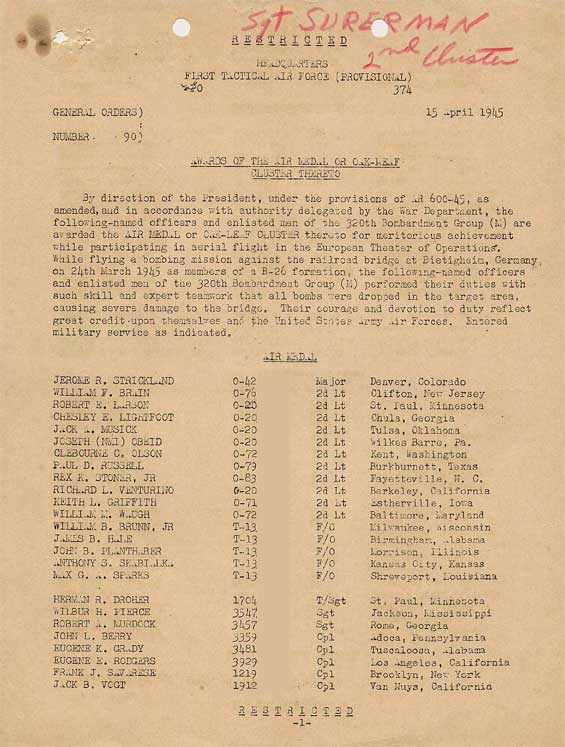 Sgt SURERMAN
2nd Cluster
RESTRICTED
HEADQUARTERS
FIRST TACTICAL AIR FORCE (PROVISIONAL)
374
GENERAL ORDERS)
:
NUMBER 90)
15 April 1945
AWARDS OF THE AIR MEDAL OR OAK-LEAF
CLUSTER THERETO
By direction of the President, under the provisions of AR 600-45, as
amended, and in accordance with authority delegated by the War Department, the
following-named officers and enlisted men of the 320th Bombardment Group (M) are
awarded the AIR MEDAL or OAK-LEAF CLUSTER thereto for meritorious achievement
while participating in aerial flight in the European Theater of Operations.
While flying a bombing mission against the railroad bridge at Bietigheim, Germany,
on 24th March 1945 as members of a B-26 formation, the following-named officers
and enlisted men of the 320th Bombardment Group (M) performed their duties with
such skill and expert teamwork that all bombs were dropped in the target area,
causing severe damage to the bridge. Their courage and devotion to duty reflect
great credit upon themselves and the United States Army Air Forces. Entered
military service as indicated.
AIR MEDAL
JEROME R. STRICKLAND 0-42 Major Denver, Colorado
WILLIAM F. BRAIN 0-76 2d Lt Clifton, New Jersey
ROBERT E. LARSON 0-20 2d Lt St. Paul, Minnesota
CHESLEY E. LIGHTFOOT 0-20 2d Lt Chula, Georgia
JACK A. MUSICK 0-20 2d Lt Tulsa, Oklahoma
JOSEPH (NMI) OBEID 0-20 2d Lt Wilkes Barre, Pa.
CLEBOURNE C. OLSON 0-72 2d Lt Kent, Washington
PAUL D. RUSSELL 0-79 2d Lt Burkburnett, Texas
REX K. STONER, JR 0-83 2d Lt Fayetteville, N. C.
RICHARD L. VENTURINO 0-20 2d Lt Berkeley, California
KEITH L. GRIFFITH 0-71 2d Lt Estherville, Iowa
WILLIAM M. WAUGH 0-72 2d Lt Baltimore, Maryland
WILLIAM B. BRUNN, JR T-13 F/O Milwaukee, Wisconsin
JAMES B. HALE T-13 F/O Birmingham, Alabama
JOHN B. PLANTHABER T-13 F/O Morrison, Illinois
ANTHONY S. SKABIALKA T-13 F/O Kansas City, Kansas
MAX G. A. SPARKS T-13 F/O Shreveport, Louisiana
HERMAN R. DROHER 1704 T/Sgt St. Paul, Minnesota
WILBUR H. PIERCE 3547 Sgt Jackson, Mississippi
ROBERT A. MURDOCK 3457 Sgt Rome, Georgia
JOHN L. BERRY 3359 Cpl Adoca, Pennsylvania
EUGENE K. GRADY 3481 Cpl Tuscaloosa, Alabama
EUGENE E. RODGERS 3929 Cpl Los Angeles, California
FRANK J. SAVARESE 1219 Cpl Brooklyn, New York
JACK B. VOGT 1912 Cpl Van Nuys, California
RESTRICTED
-1-